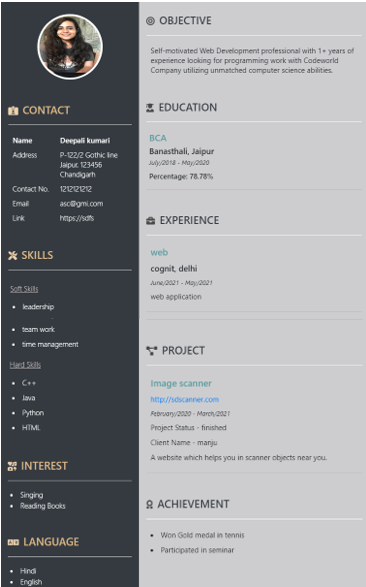 CONTACT
Name Deepali kumari
Address P-122/2 Gothic line
Jaipur, 123456
Chandigarh
Contact No. 1212121212
Email asc@gmi.com
Link https://sdfs
SKILLS
Soft Skills
leadership
team work
time management
Hard Skills
C++
Java
Python
HTML
INTEREST
Singing
Reading Books
LANGUAGE
Hindi
English
OBJECTIVE
Self-motivated Web Development professional with 1+ years of
experience looking for programming work with Codeworld
Company utilizing unmatched computer science abilities.
EDUCATION
BCA
Banasthali, Jaipur
July/2018 - May/2020
Percentage: 78.78%
EXPERIENCE
web
cognit, delhi
June/2021 - May/2021
web application
PROJECT
Image scanner
http://sdscanner.com
February/2020 - March/2021
Project Status - finished
Client Name - manju
A website which helps you in scanner objects near you.
ACHIEVEMENT
Won Gold medal in tennis
Participated in seminar